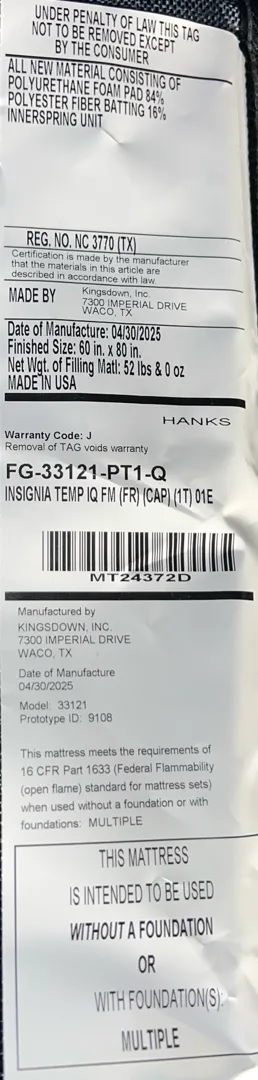 UNDER PENALTY OF LAW THIS TAG
NOT TO BE REMOVED EXCEPT
BY THE CONSUMER
ALL NEW MATERIAL CONSISTING OF
POLYURETHANE FOAM PAD 84%
POLYESTER FIBER BATTING 16%
INNERSPRING UNIT
REG. NO. NC 3770 (TX)
Certification is made by the manufacturer
that the materials in this article are
described in accordance with law.
MADE BY Kingsdown, Inc.
7300 IMPERIAL DRIVE
WACO, TX
Date of Manufacture: 04/30/2025
Finished Size: 60 in. x 80 in.
Net Wgt. of Filling Matl: 52 lbs & 0 oz
MADE IN USA
HANKS
Warranty Code: J
Removal of TAG voids warranty
FG-33121-PT1-Q
INSIGNIA TEMP IQ FM (FR) (CAP) (1T) 01E
MT24372D
Manufactured by
KINGSDOWN, INC.
7300 IMPERIAL DRIVE
WACO, TX
Date of Manufacture
04/30/2025
Model: 33121
Prototype ID: 9108
This mattress meets the requirements of
16 CFR Part 1633 (Federal Flammability
(open flame) standard for mattress sets)
when used without a foundation or with
foundations: MULTIPLE
THIS MATTRESS
IS INTENDED TO BE USED
WITHOUT A FOUNDATION
OR
WITH FOUNDATION(S):
MULTIPLE